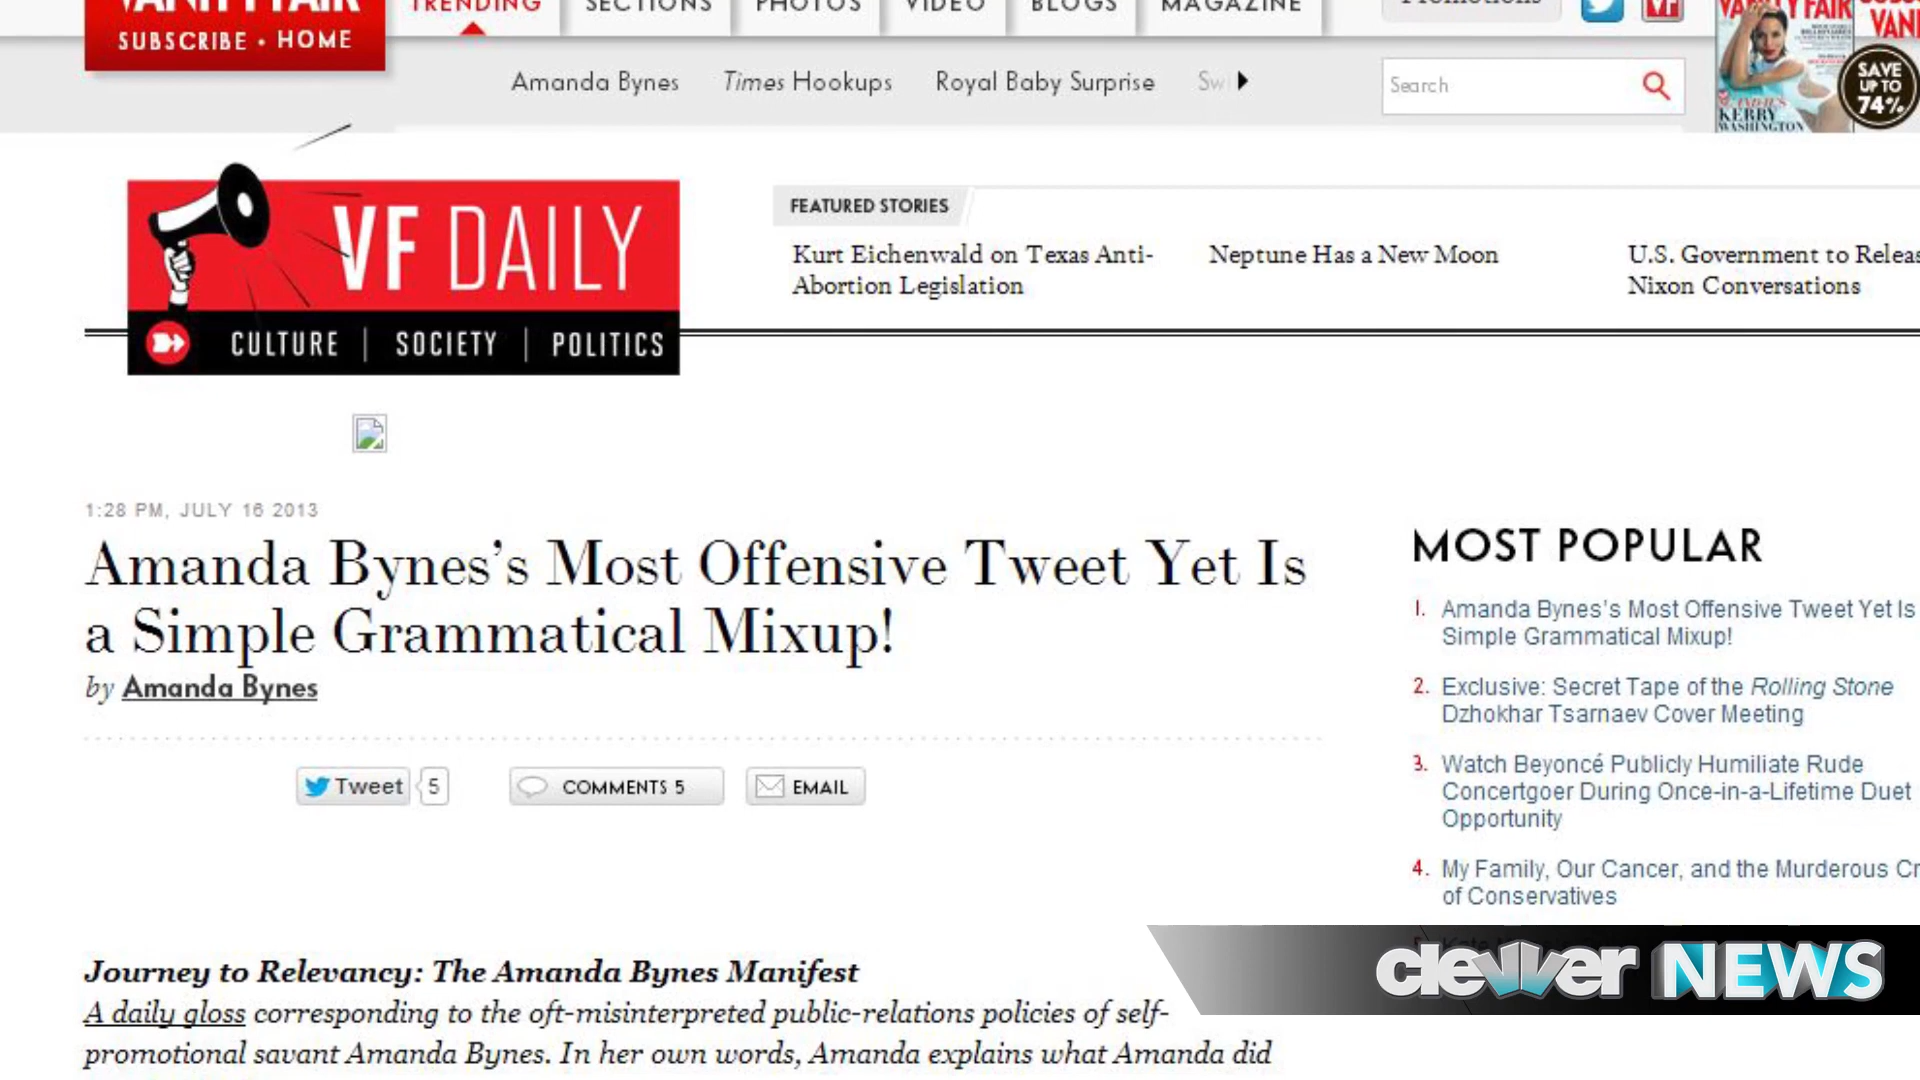 VANITY FAIR
SUBSCRIBE • HOME
TRENDING
SECTIONS
PHOTOS
VIDEO
BLOGS
MAGAZINE
Promotions
Amanda Bynes
Times Hookups
Royal Baby Surprise
Search
VANITY FAIR
KERRY
WASHINGTON
SAVE
UP TO
74%
VF DAILY
CULTURE | SOCIETY | POLITICS
FEATURED STORIES
Kurt Eichenwald on Texas Anti-
Abortion Legislation
Neptune Has a New Moon
U.S. Government to Releas
Nixon Conversations
1:28 PM, JULY 16 2013
Amanda Bynes’s Most Offensive Tweet Yet Is
a Simple Grammatical Mixup!
by Amanda Bynes
Tweet 5
COMMENTS 5
EMAIL
MOST POPULAR
1. Amanda Bynes's Most Offensive Tweet Yet Is
Simple Grammatical Mixup!
2. Exclusive: Secret Tape of the Rolling Stone
Dzhokhar Tsarnaev Cover Meeting
3. Watch Beyoncé Publicly Humiliate Rude
Concertgoer During Once-in-a-Lifetime Duet
Opportunity
4. My Family, Our Cancer, and the Murderous Cr
of Conservatives
Journey to Relevancy: The Amanda Bynes Manifest
A daily gloss corresponding to the oft-misinterpreted public-relations policies of self-
promotional savant Amanda Bynes. In her own words, Amanda explains what Amanda did
clevver NEWS